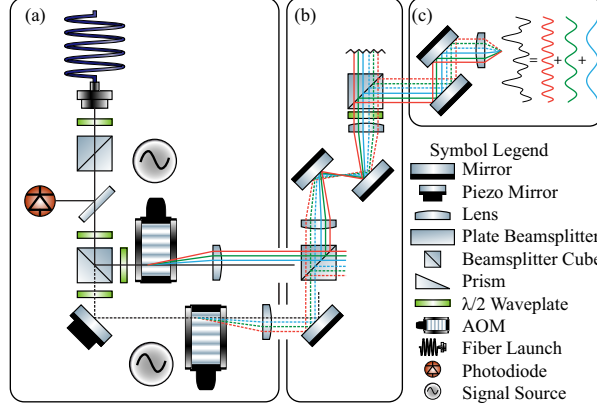 (a)
(b)
(c)
= + +
Symbol Legend
Mirror
Piezo Mirror
Lens
Plate Beamsplitter
Beamsplitter Cube
Prism
λ/2 Waveplate
AOM
Fiber Launch
Photodiode
Signal Source